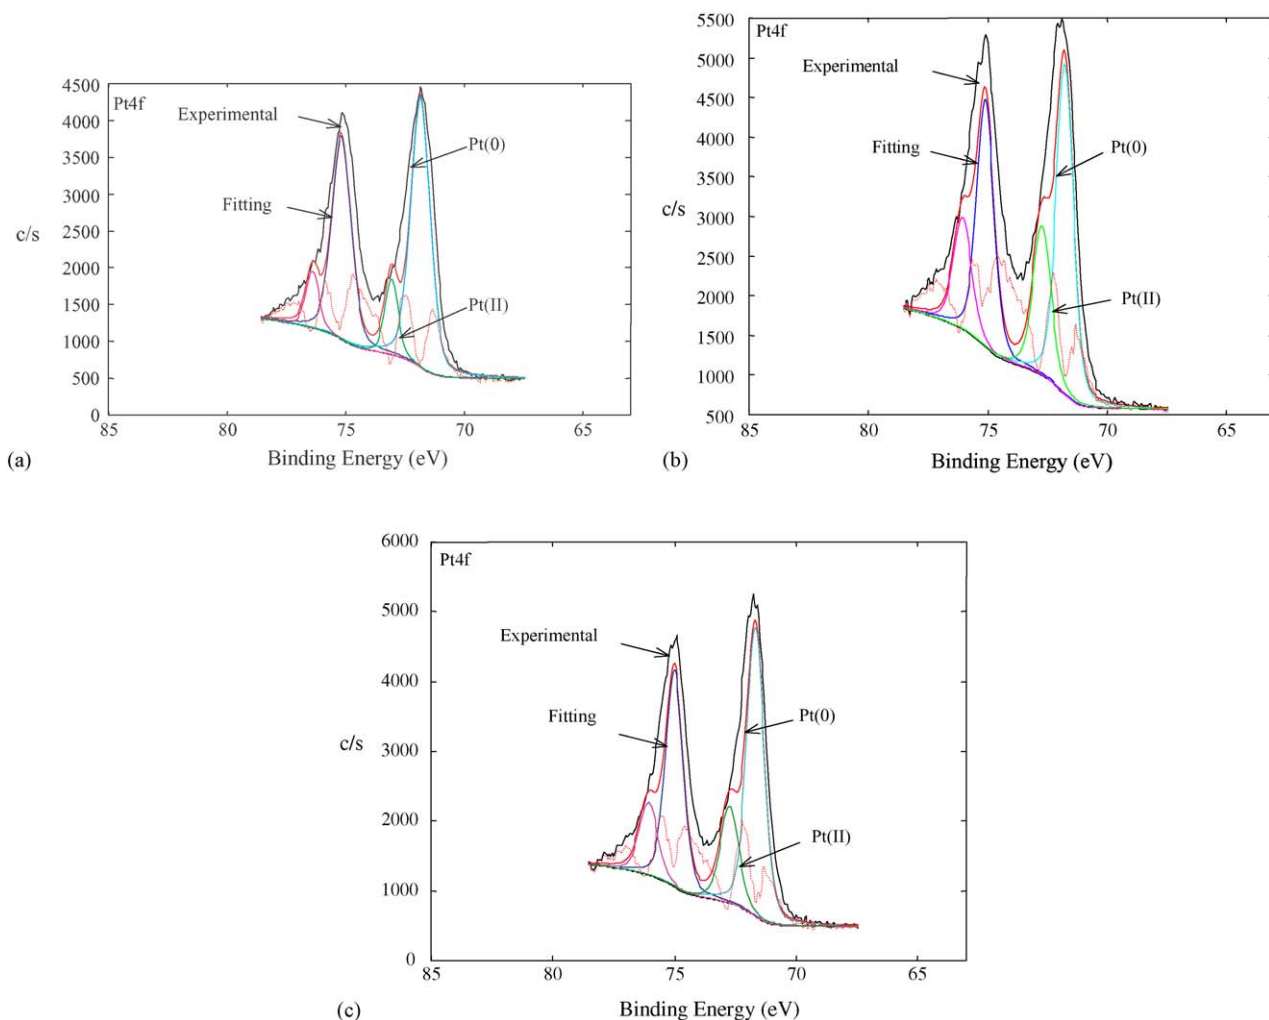 4500
Pt4f
4000
Experimental
3500
Pt(0)
3000
Fitting
2500
c/s
2000
1500
Pt(II)
1000
500
0
85
80
75
70
65
Binding Energy (eV)
(a)
5500
Pt4f
5000
Experimental
4500
4000
Fitting
Pt(0)
3500
c/s
3000
2500
2000
Pt(II)
1500
1000
500
85
80
75
70
65
Binding Energy (eV)
(b)
6000
Pt4f
5000
Experimental
4000
Fitting
Pt(0)
c/s
3000
2000
Pt(II)
1000
0
85
80
75
70
65
Binding Energy (eV)
(c)